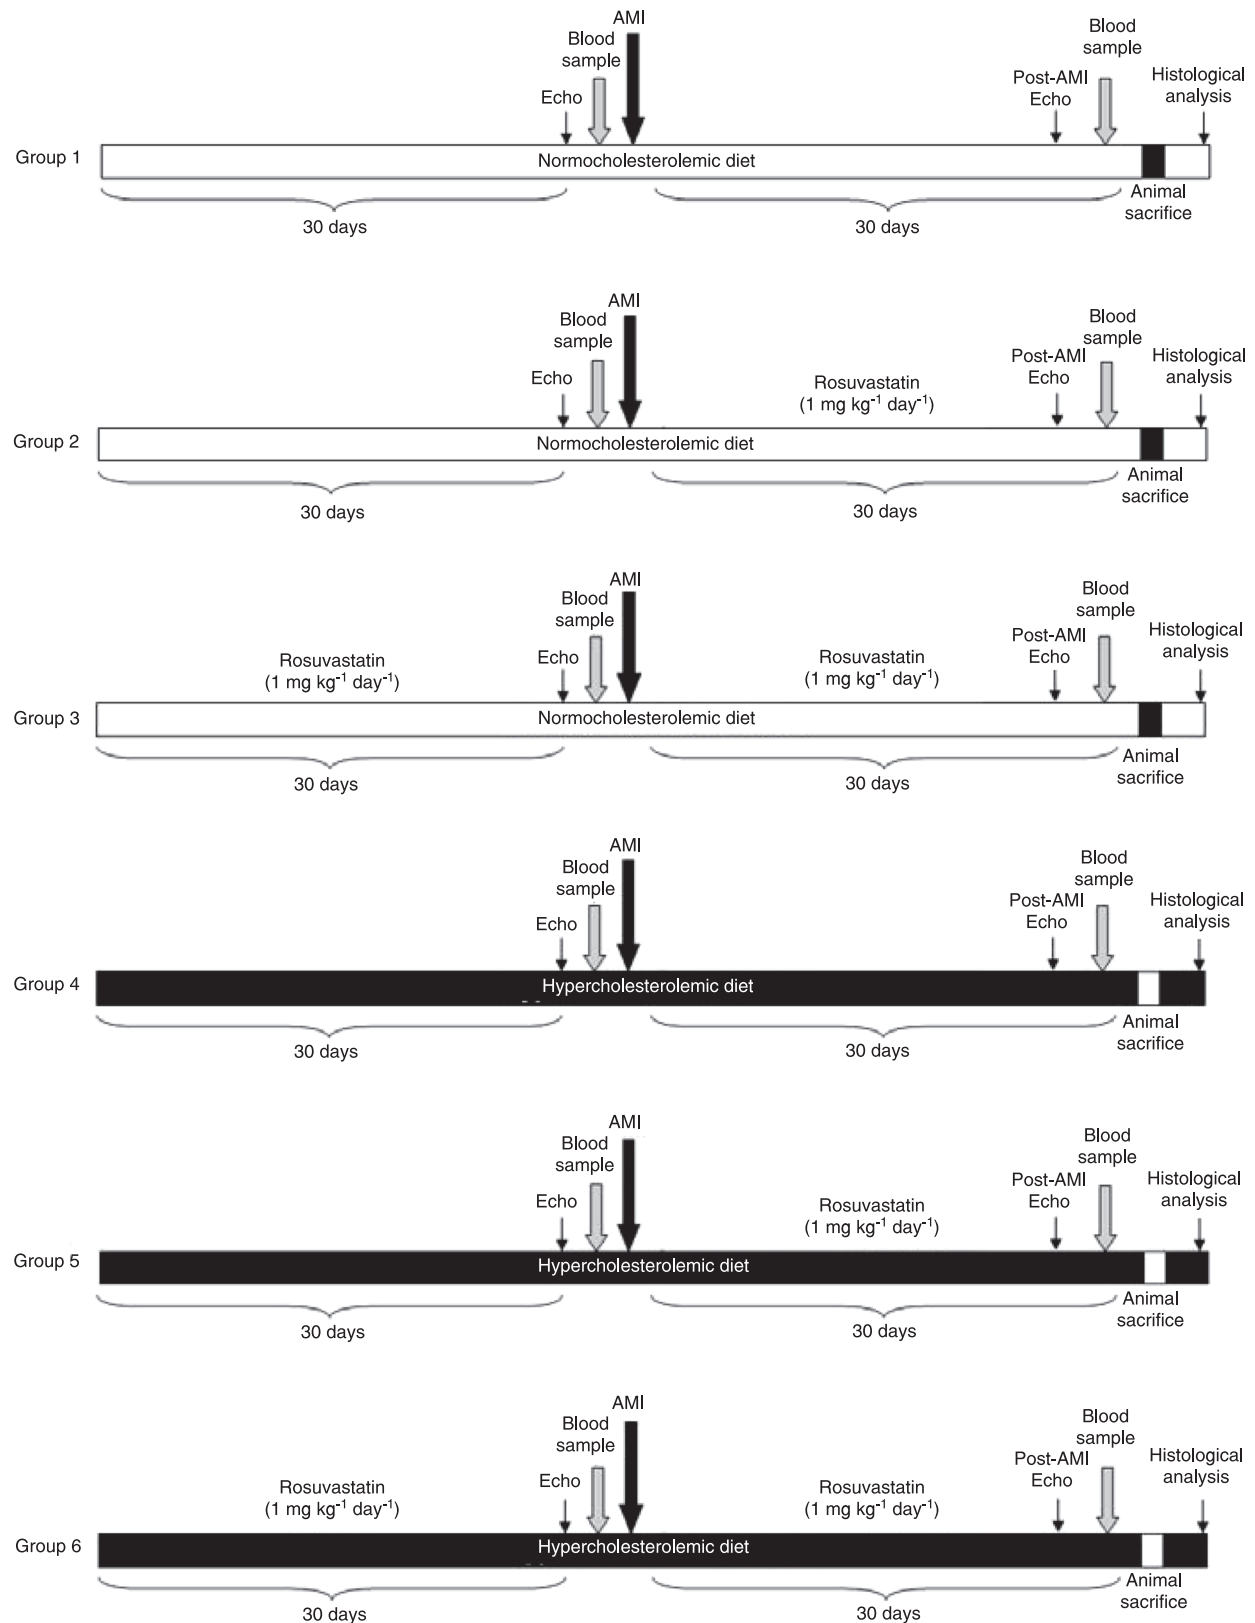 AMI
Blood
sample
Blood
sample
Echo
Post-AMI
Echo
Histological
analysis
Group 1
Normocholesterolemic diet
30 days
30 days
Animal
sacrifice
AMI
Blood
sample
Blood
sample
Echo
Rosuvastatin
(1 mg kg⁻¹ day⁻¹)
Post-AMI
Echo
Histological
analysis
Group 2
Normocholesterolemic diet
30 days
30 days
Animal
sacrifice
AMI
Blood
sample
Blood
sample
Rosuvastatin
(1 mg kg⁻¹ day⁻¹)
Echo
Rosuvastatin
(1 mg kg⁻¹ day⁻¹)
Post-AMI
Echo
Histological
analysis
Group 3
Normocholesterolemic diet
30 days
30 days
Animal
sacrifice
AMI
Blood
sample
Blood
sample
Echo
Post-AMI
Echo
Histological
analysis
Group 4
Hypercholesterolemic diet
30 days
30 days
Animal
sacrifice
AMI
Blood
sample
Blood
sample
Echo
Rosuvastatin
(1 mg kg⁻¹ day⁻¹)
Post-AMI
Echo
Histological
analysis
Group 5
Hypercholesterolemic diet
30 days
30 days
Animal
sacrifice
AMI
Blood
sample
Blood
sample
Rosuvastatin
(1 mg kg⁻¹ day⁻¹)
Echo
Rosuvastatin
(1 mg kg⁻¹ day⁻¹)
Post-AMI
Echo
Histological
analysis
Group 6
Hypercholesterolemic diet
30 days
30 days
Animal
sacrifice